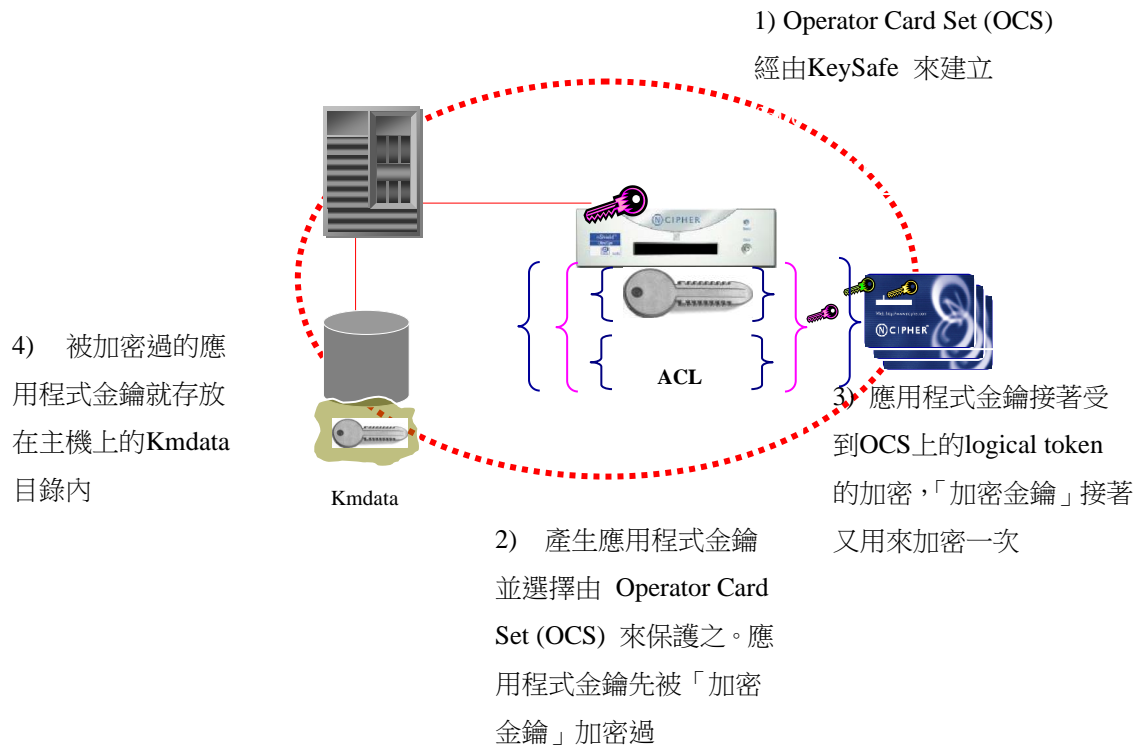 1) Operator Card Set (OCS)
經由KeySafe 來建立
NCIPHER
ACL
NCIPHER
4) 被加密過的應
用程式金鑰就存放
在主機上的Kmdata
目錄內
Kmdata
3) 應用程式金鑰接著受
到OCS上的logical token
的加密,「加密金鑰」接著
又用來加密一次
2) 產生應用程式金鑰
並選擇由 Operator Card
Set (OCS) 來保護之。應
用程式金鑰先被「加密
金鑰」加密過